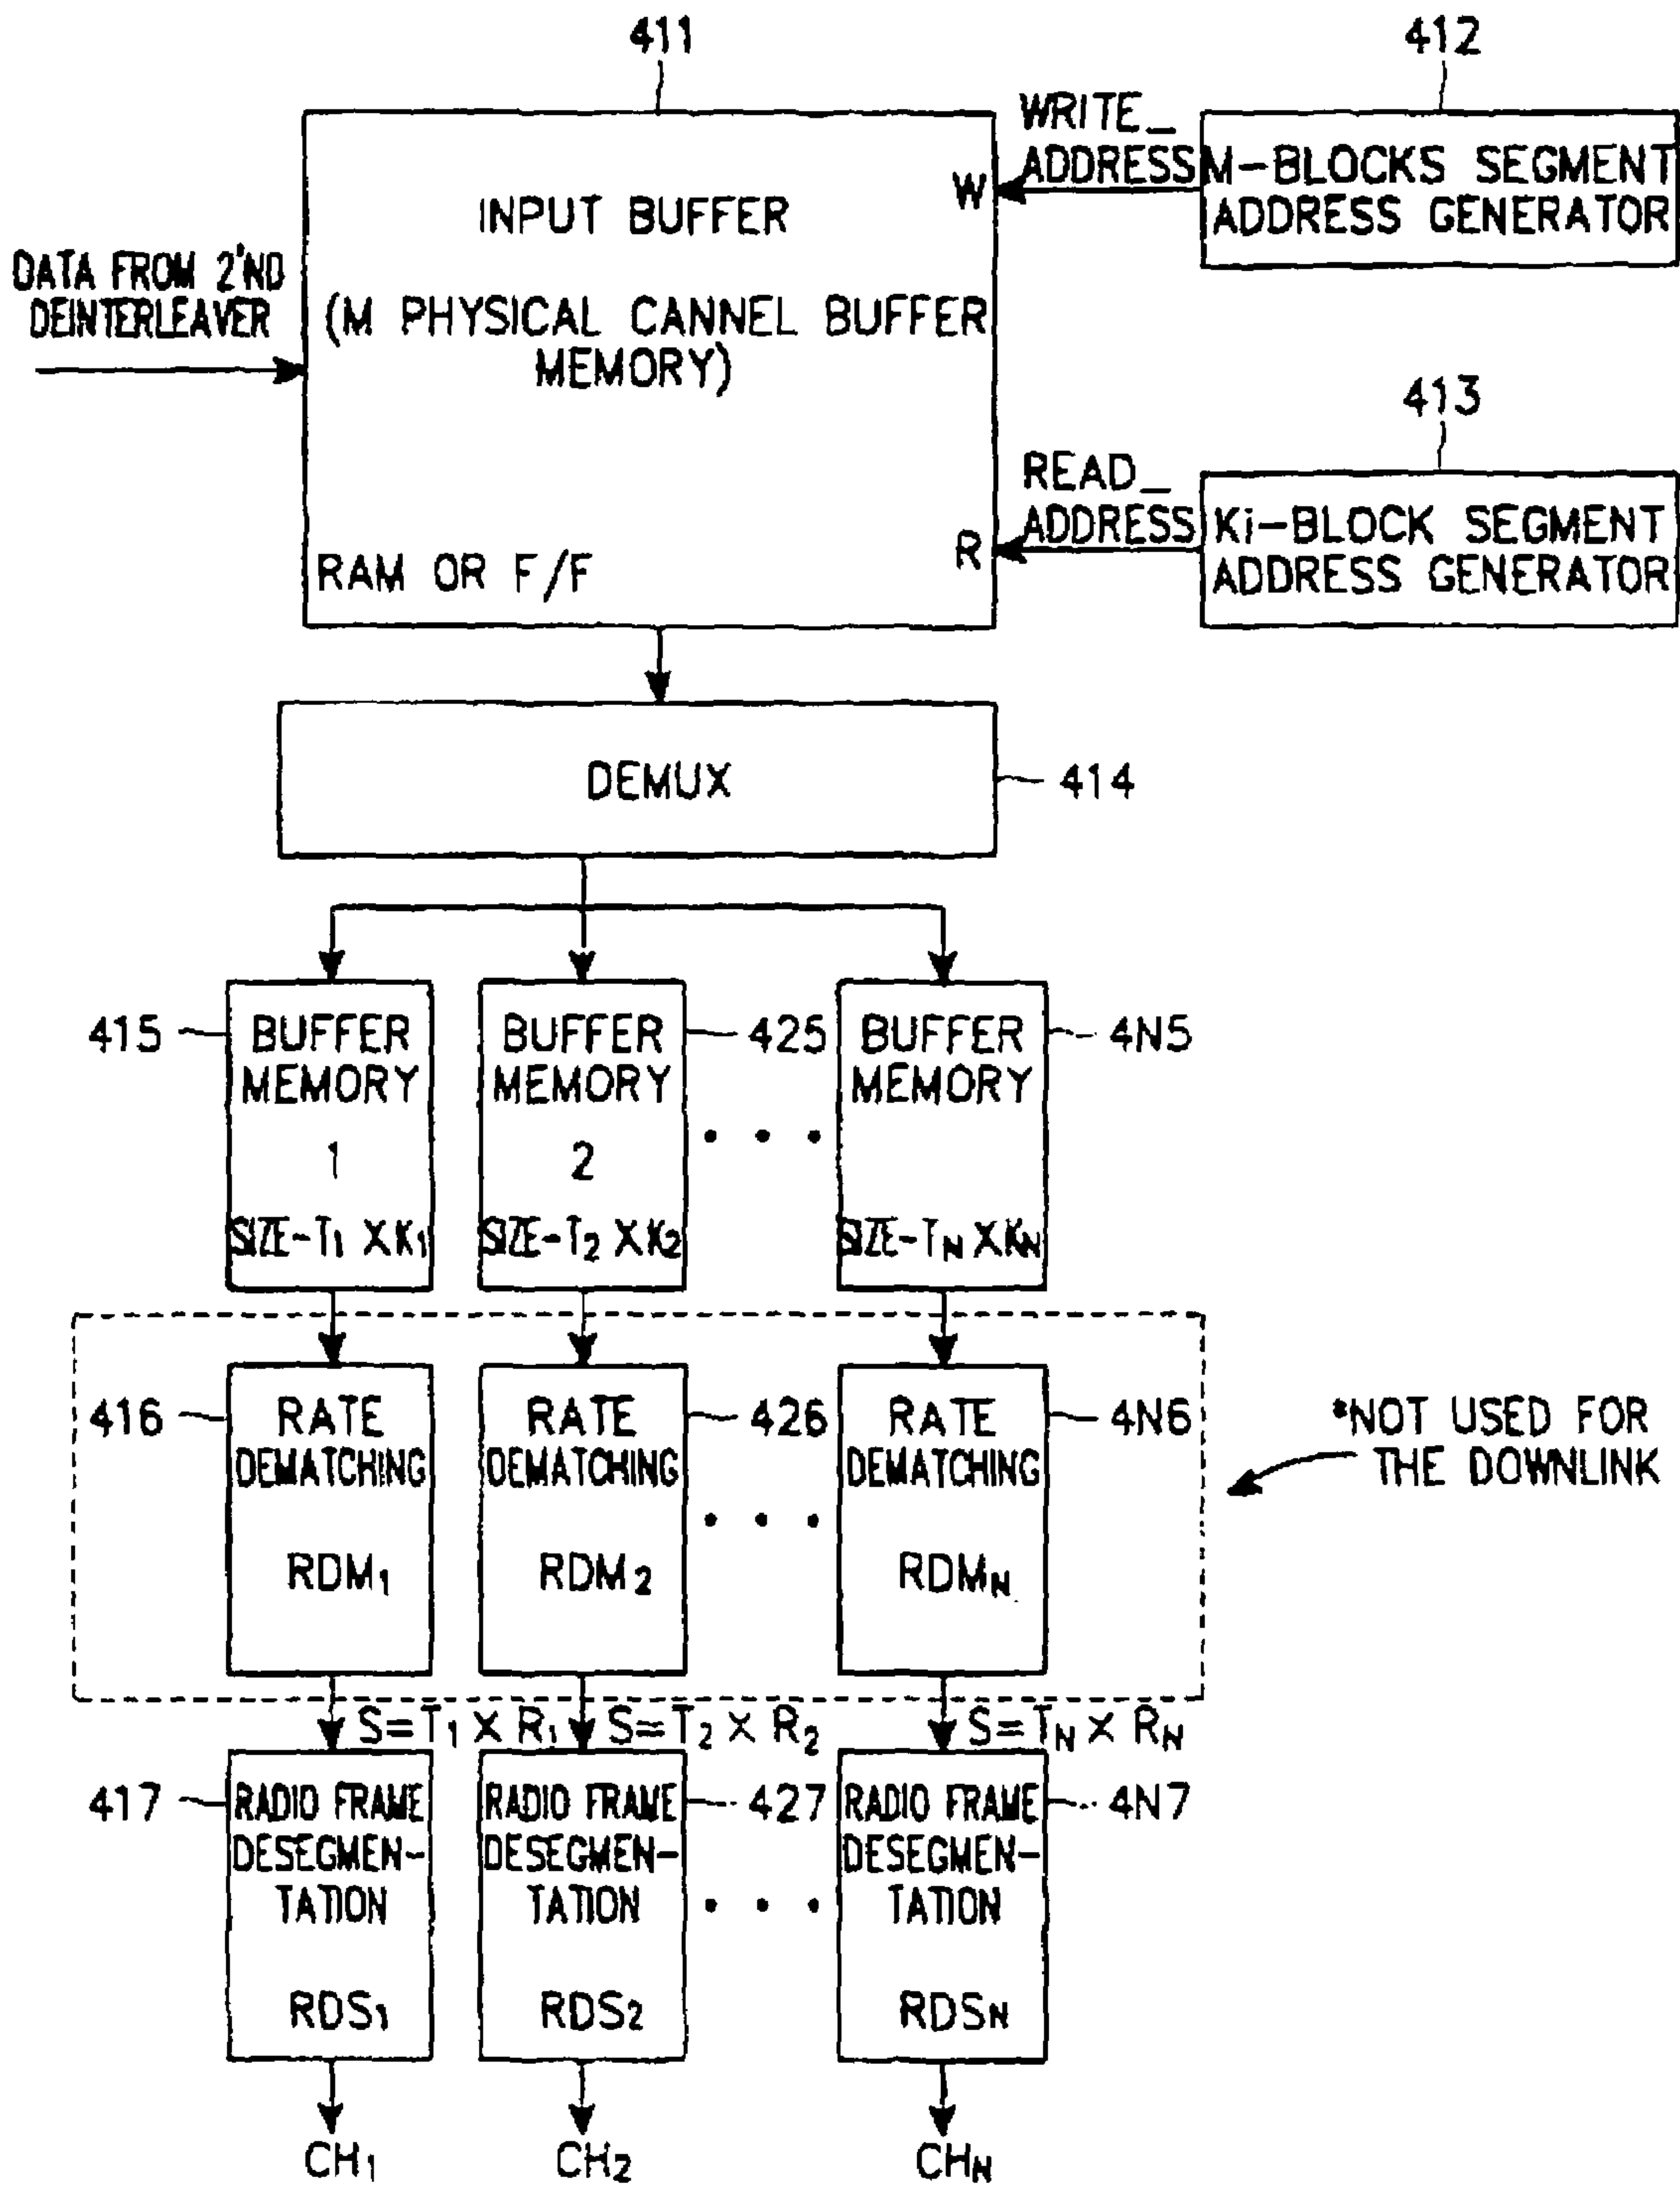 411
412
WRITE_
ADDRESS
W
M-BLOCKS SEGMENT
ADDRESS GENERATOR
INPUT BUFFER
DATA FROM 2'ND
DEINTERLEAVER
(M PHYSICAL CANNEL BUFFER
MEMORY)
413
READ_
ADDRESS
R
Ki-BLOCK SEGMENT
ADDRESS GENERATOR
RAM OR F/F
DEMUX
414
415
BUFFER
MEMORY
1
SIZE-T1 XK1
BUFFER
MEMORY
2
SIZE-T2 XK2
425
. . .
BUFFER
MEMORY
SIZE-TN XKN
4N5
416
RATE
DEMATCHING
RDM1
RATE
DEMATCHING
RDM2
426
. . .
RATE
DEMATCHING
RDMN
4N6
*NOT USED FOR
THE DOWNLINK
S=T1 X R1
S=T2 X R2
S=TN X RN
417
RADIO FRAME
DESEGMEN-
TATION
RDS1
RADIO FRAME
DESEGMEN-
TATION
RDS2
427
. . .
RADIO FRAME
DESEGMEN-
TATION
RDSN
4N7
CH1
CH2
CHN